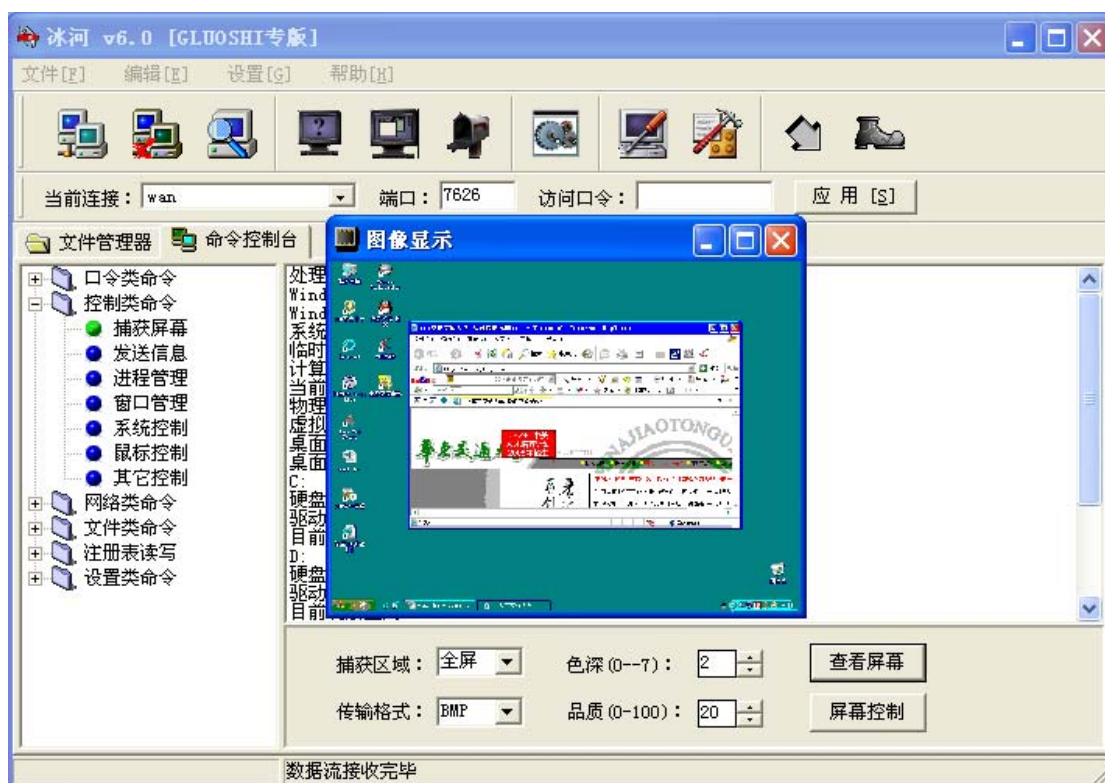 冰河 v6.0 [GLUOSHI专版]
文件[F] 编辑[E] 设置[G] 帮助[H]
当前连接： wan 端口： 7626 访问口令： 应 用 [S]
文件管理器 命令控制台
图像显示
口令类命令
控制类命令
捕获屏幕
发送信息
进程管理
窗口管理
系统控制
鼠标控制
其它控制
网络类命令
文件类命令
注册表读写
设置类命令
处理
Wind
Wind
系统
临时
计算
当前
物理
虚拟
桌面
桌面
C:
硬盘
驱动
目前
D:
硬盘
驱动
目前
JIAOTONG
捕获区域： 全屏 色深(0--7)： 2 查看屏幕
传输格式： BMP 品质(0-100)： 20 屏幕控制
数据流接收完毕